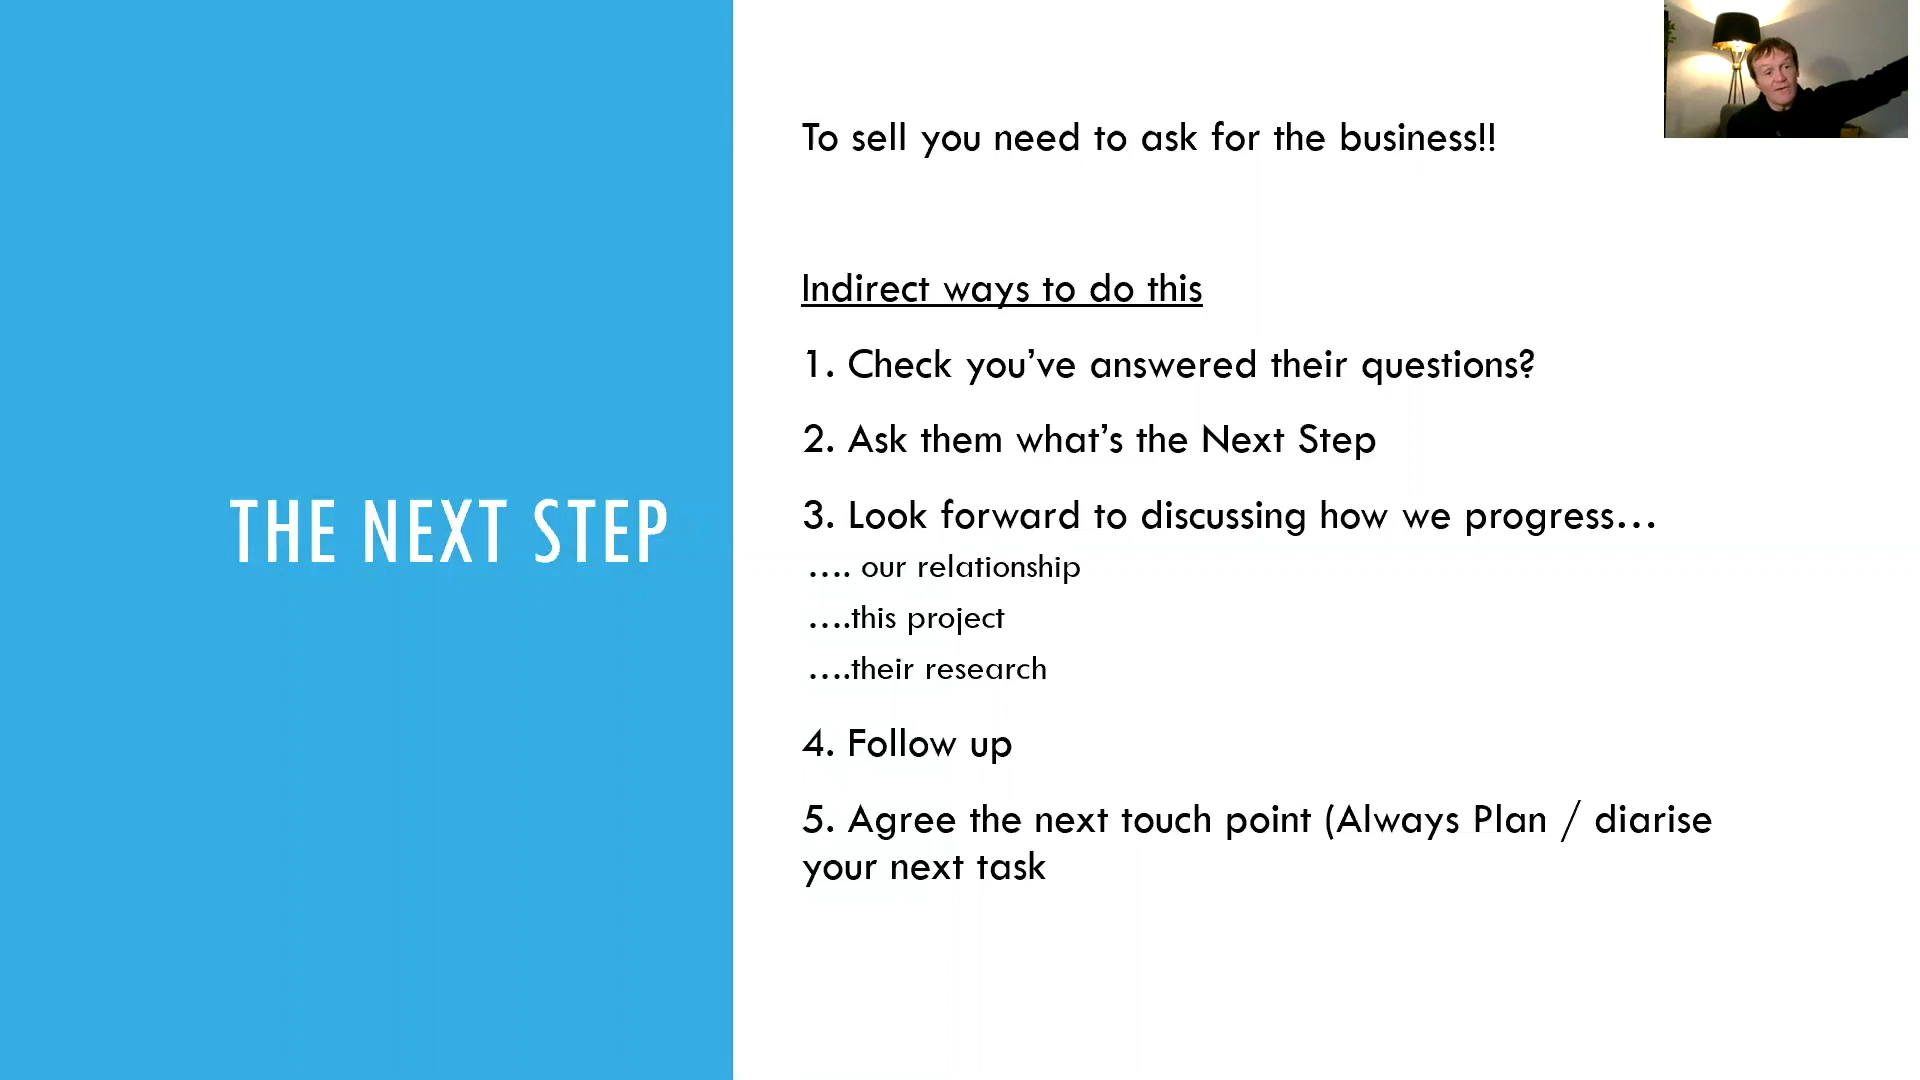 THE NEXT STEP
To sell you need to ask for the business!!
Indirect ways to do this
1. Check you’ve answered their questions?
2. Ask them what’s the Next Step
3. Look forward to discussing how we progress…
…. our relationship
….this project
….their research
4. Follow up
5. Agree the next touch point (Always Plan / diarise
your next task